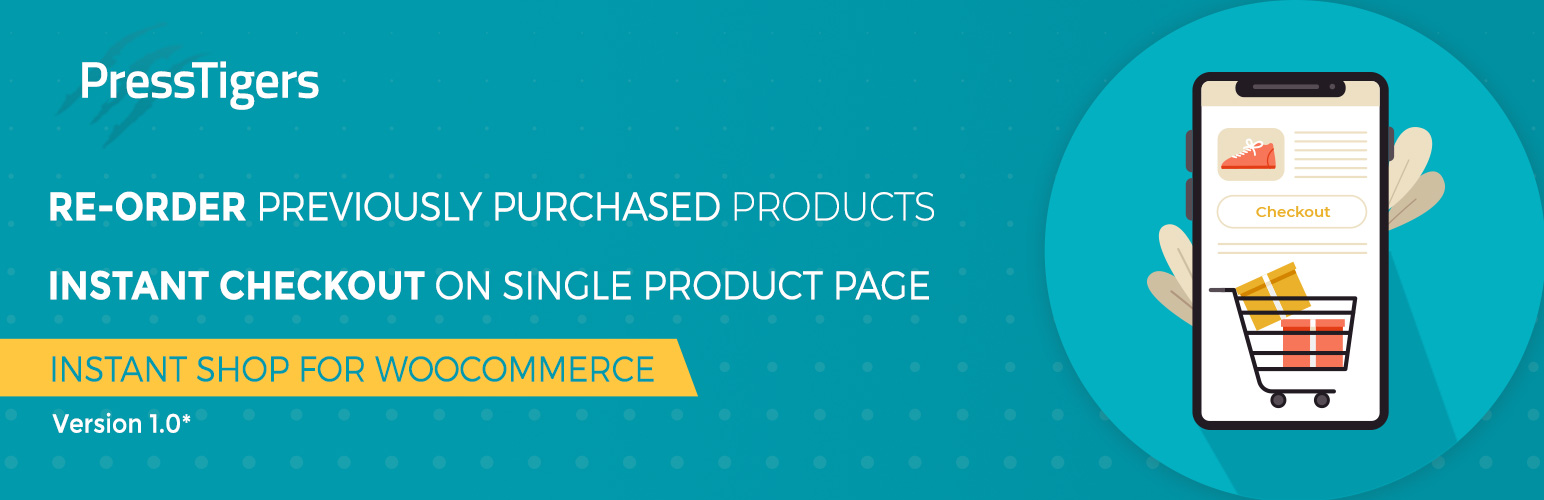 PressTigers
RE-ORDER PREVIOUSLY PURCHASED PRODUCTS
INSTANT CHECKOUT ON SINGLE PRODUCT PAGE
INSTANT SHOP FOR WOOCOMMERCE
Version 1.0*
Checkout